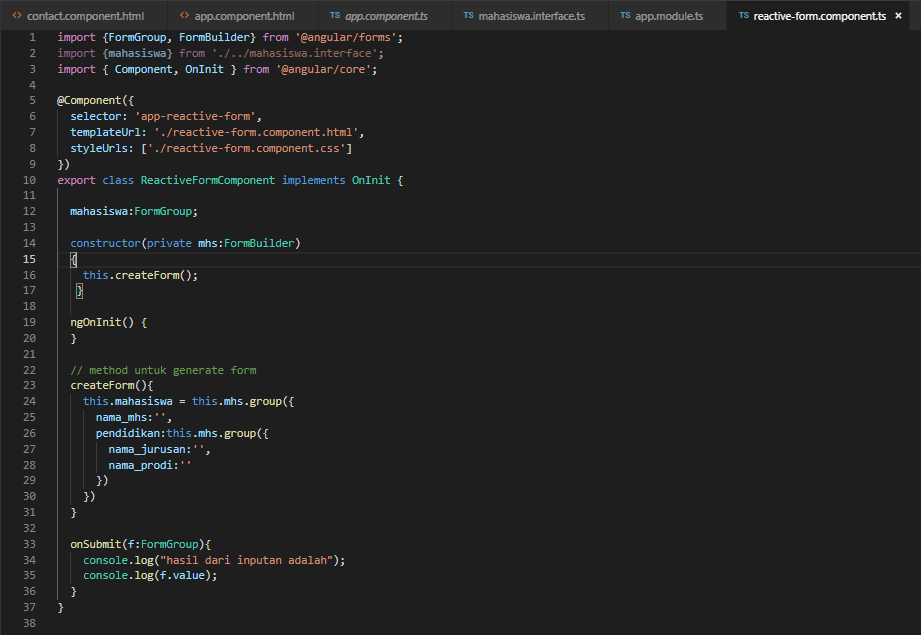 contact.component.html app.component.html TS app.component.ts TS mahasiswa.interface.ts TS app.module.ts TS reactive-form.component.ts ×
1 import {FormGroup, FormBuilder} from '@angular/forms';
2 import {mahasiswa} from './../mahasiswa.interface';
3 import { Component, OnInit } from '@angular/core';
4
5 @Component({
6   selector: 'app-reactive-form',
7   templateUrl: './reactive-form.component.html',
8   styleUrls: ['./reactive-form.component.css']
9 })
10 export class ReactiveFormComponent implements OnInit {
11
12   mahasiswa:FormGroup;
13
14   constructor(private mhs:FormBuilder)
15   {
16     this.createForm();
17    }
18
19   ngOnInit() {
20   }
21
22   // method untuk generate form
23   createForm(){
24     this.mahasiswa = this.mhs.group({
25       nama_mhs:'',
26       pendidikan:this.mhs.group({
27         nama_jurusan:'',
28         nama_prodi:''
29       })
30     })
31   }
32
33   onSubmit(f:FormGroup){
34     console.log("hasil dari inputan adalah");
35     console.log(f.value);
36   }
37 }
38